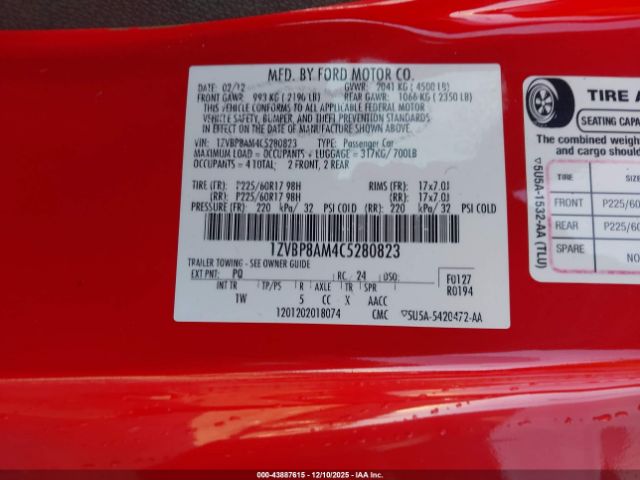 MFD. BY FORD MOTOR CO.
DATE: 02/12 GVWR: 2041 KG (4500 LB)
FRONT GAWR: 993 KG (2190 LB) REAR GAWR: 1066 KG (2350 LB)
THIS VEHICLE CONFORMS TO ALL APPLICABLE FEDERAL MOTOR
VEHICLE SAFETY, BUMPER, AND THEFT PREVENTION STANDARDS
IN EFFECT ON THE DATE OF MANUFACTURE SHOWN ABOVE.
VIN: 1ZVBP8AM4C5280823 TYPE: Passenger Car
MAXIMUM LOAD = OCCUPANTS + LUGGAGE = 317KG/ 700LB
OCCUPANTS = 4 TOTAL: 2 FRONT, 2 REAR
TIRE (FR): P225/60R17 98H RIMS (FR): 17x7.0J
(RR): P225/60R17 98H (RR): 17x7.0J
PRESSURE (FR): 220 kPa/ 32 PSI COLD (RR): 220 kPa/ 32 PSI COLD
1ZVBP8AM4C5280823
TRAILER TOWING - SEE OWNER GUIDE
EXT PNT: PQ RC: 24 DSO:
F0127
R0194
INT TR TP/PS R AXLE TR SPR
TW 5 CC X AACC
1201202018074 CMC ▽5U5A-5420472-AA
TIRE A
SEATING CAPA
The combined weight
and cargo should
TIRE SIZE
FRONT P225/60
REAR P225/60
SPARE NO
▽5U5A-1532-AA (TLU)
000-43887615 - 12/10/2025 - IAA Inc.